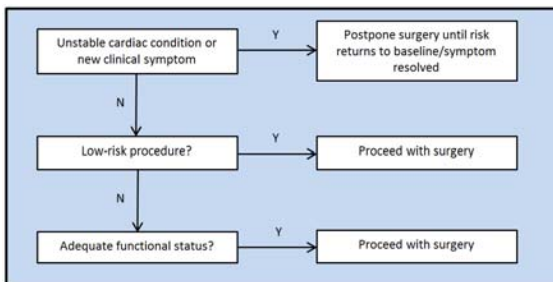 Unstable cardiac condition or
new clinical symptom
Y
Postpone surgery until risk
returns to baseline/symptom
resolved
N
Low-risk procedure?
Y
Proceed with surgery
N
Adequate functional status?
Y
Proceed with surgery